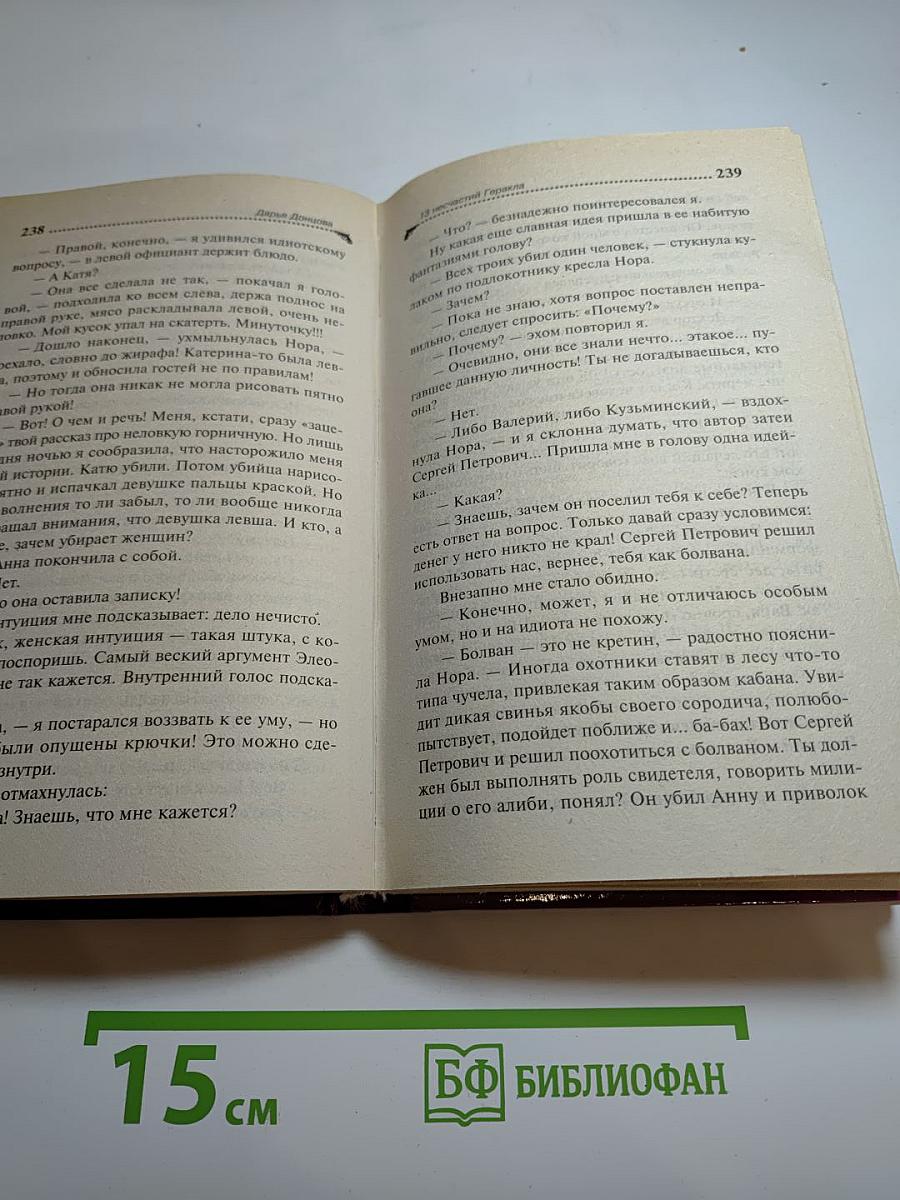 238
Дарья Донцова
— Правой, конечно, — я удивился идиотскому
вопросу, — в левой официант держит блюдо.
— А Катя?
— Она все сделала не так, — покачал я голо-
вой, — подходила ко всем слева, держа поднос на
правой руке, мясо раскладывала левой, очень не-
ловко. Мой кусок упал на скатерть. Минуточку!!!
— Дошло наконец, — ухмыльнулась Нора, —
оехало, словно до жирафа! Катерина-то была лев-
а, поэтому и обносила гостей не по правилам!
— Но тогда она никак не могла рисовать пятно
авой рукой!
— Вот! О чем и речь! Меня, кстати, сразу «заце-
» твой рассказ про неловкую горничную. Но лишь
дня ночью я сообразила, что насторожило меня
й истории. Катю убили. Потом убийца нарисо-
ятно и испачкал девушке пальцы краской. Но
волнения то ли забыл, то ли вообще никогда
ращал внимания, что девушка левша. И кто, а
е, зачем убирает женщин?
Анна покончила с собой.
Нет.
о она оставила записку!
нтуиция мне подсказывает: дело нечисто.
к, женская интуиция — такая штука, с ко-
поспоришь. Самый веский аргумент Элео-
не так кажется. Внутренний голос подска-
, — я постарался воззвать к ее уму, — но
были опущены крючки! Это можно сде-
знутри.
отмахнулась:
а! Знаешь, что мне кажется?
13 несчастий Геракла
239
— Что? — безнадежно поинтересовался я.
Ну какая еще славная идея пришла в ее набитую
фантазиями голову?
— Всех троих убил один человек, — стукнула ку-
лаком по подлокотнику кресла Нора.
— Зачем?
— Пока не знаю, хотя вопрос поставлен непра-
вильно, следует спросить: «Почему?»
— Почему? — эхом повторил я.
— Очевидно, они все знали нечто... этакое... пу-
гавшее данную личность! Ты не догадываешься, кто
она?
— Нет.
— Либо Валерий, либо Кузьминский, — вздох-
нула Нора, — и я склонна думать, что автор затеи
Сергей Петрович... Пришла мне в голову одна идей-
ка...
— Какая?
— Знаешь, зачем он поселил тебя к себе? Теперь
есть ответ на вопрос. Только давай сразу условимся:
денег у него никто не крал! Сергей Петрович решил
использовать нас, вернее, тебя как болвана.
Внезапно мне стало обидно.
— Конечно, может, я и не отличаюсь особым
умом, но и на идиота не похожу.
— Болван — это не кретин, — радостно поясни-
ла Нора. — Иногда охотники ставят в лесу что-то
типа чучела, привлекая таким образом кабана. Уви-
дит дикая свинья якобы своего сородича, полюбо-
пытствует, подойдет поближе и... ба-бах! Вот Сергей
Петрович и решил поохотиться с болваном. Ты дол-
жен был выполнять роль свидетеля, говорить мили-
ции о его алиби, понял? Он убил Анну и приволок
15 см
БФ БИБЛИОФАН